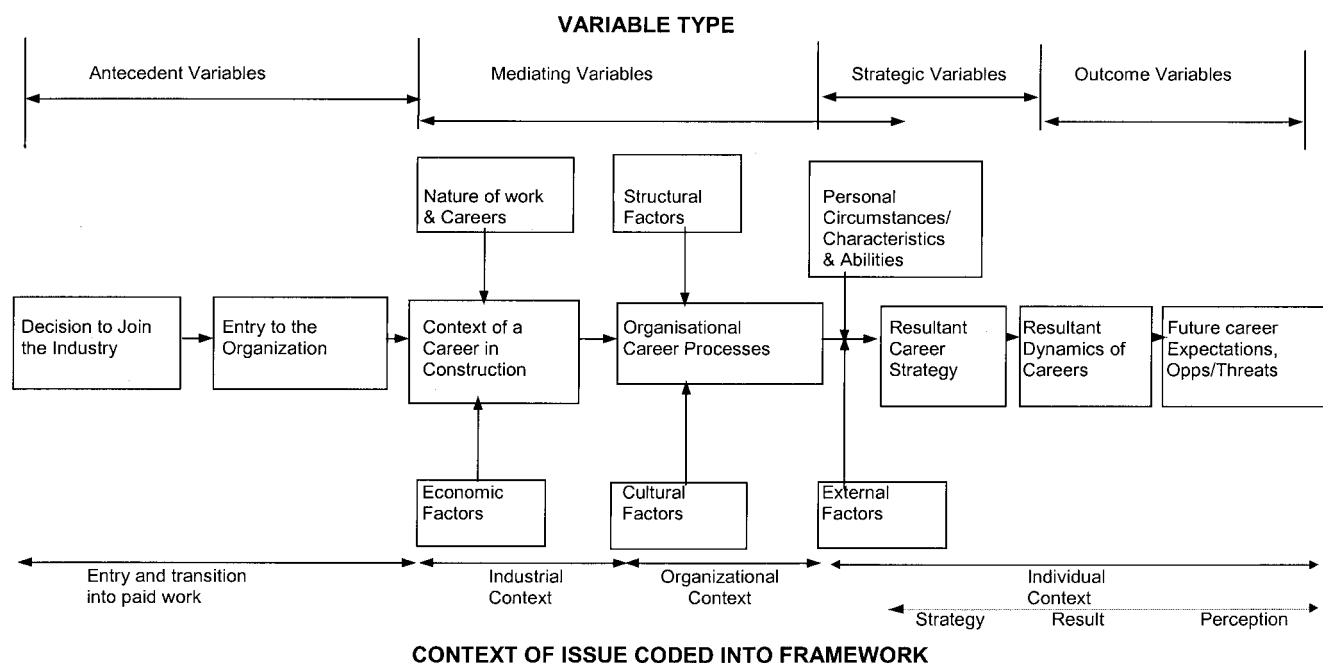 VARIABLE TYPE
Antecedent Variables
Mediating Variables
Strategic Variables
Outcome Variables
Nature of work
& Careers
Structural
Factors
Personal
Circumstances/
Characteristics
& Abilities
Decision to Join
the Industry
Entry to the
Organization
Context of a
Career in
Construction
Organisational
Career Processes
Resultant
Career
Strategy
Resultant
Dynamics of
Careers
Future career
Expectations,
Opps/Threats
Economic
Factors
Cultural
Factors
External
Factors
Entry and transition
into paid work
Industrial
Context
Organizational
Context
Individual
Context
Strategy
Result
Perception
CONTEXT OF ISSUE CODED INTO FRAMEWORK